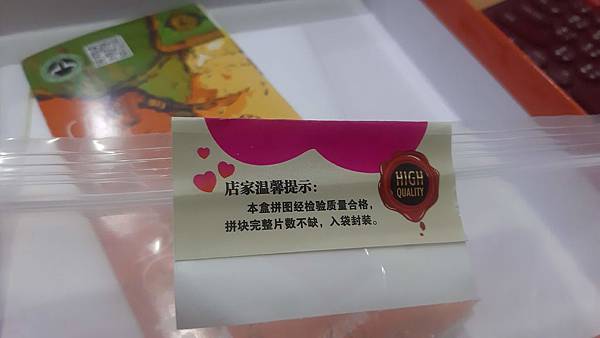 店家温馨提示：
本盒拼图经检验质量合格，
拼块完整片数不缺，入袋封装。
HIGH
QUALITY